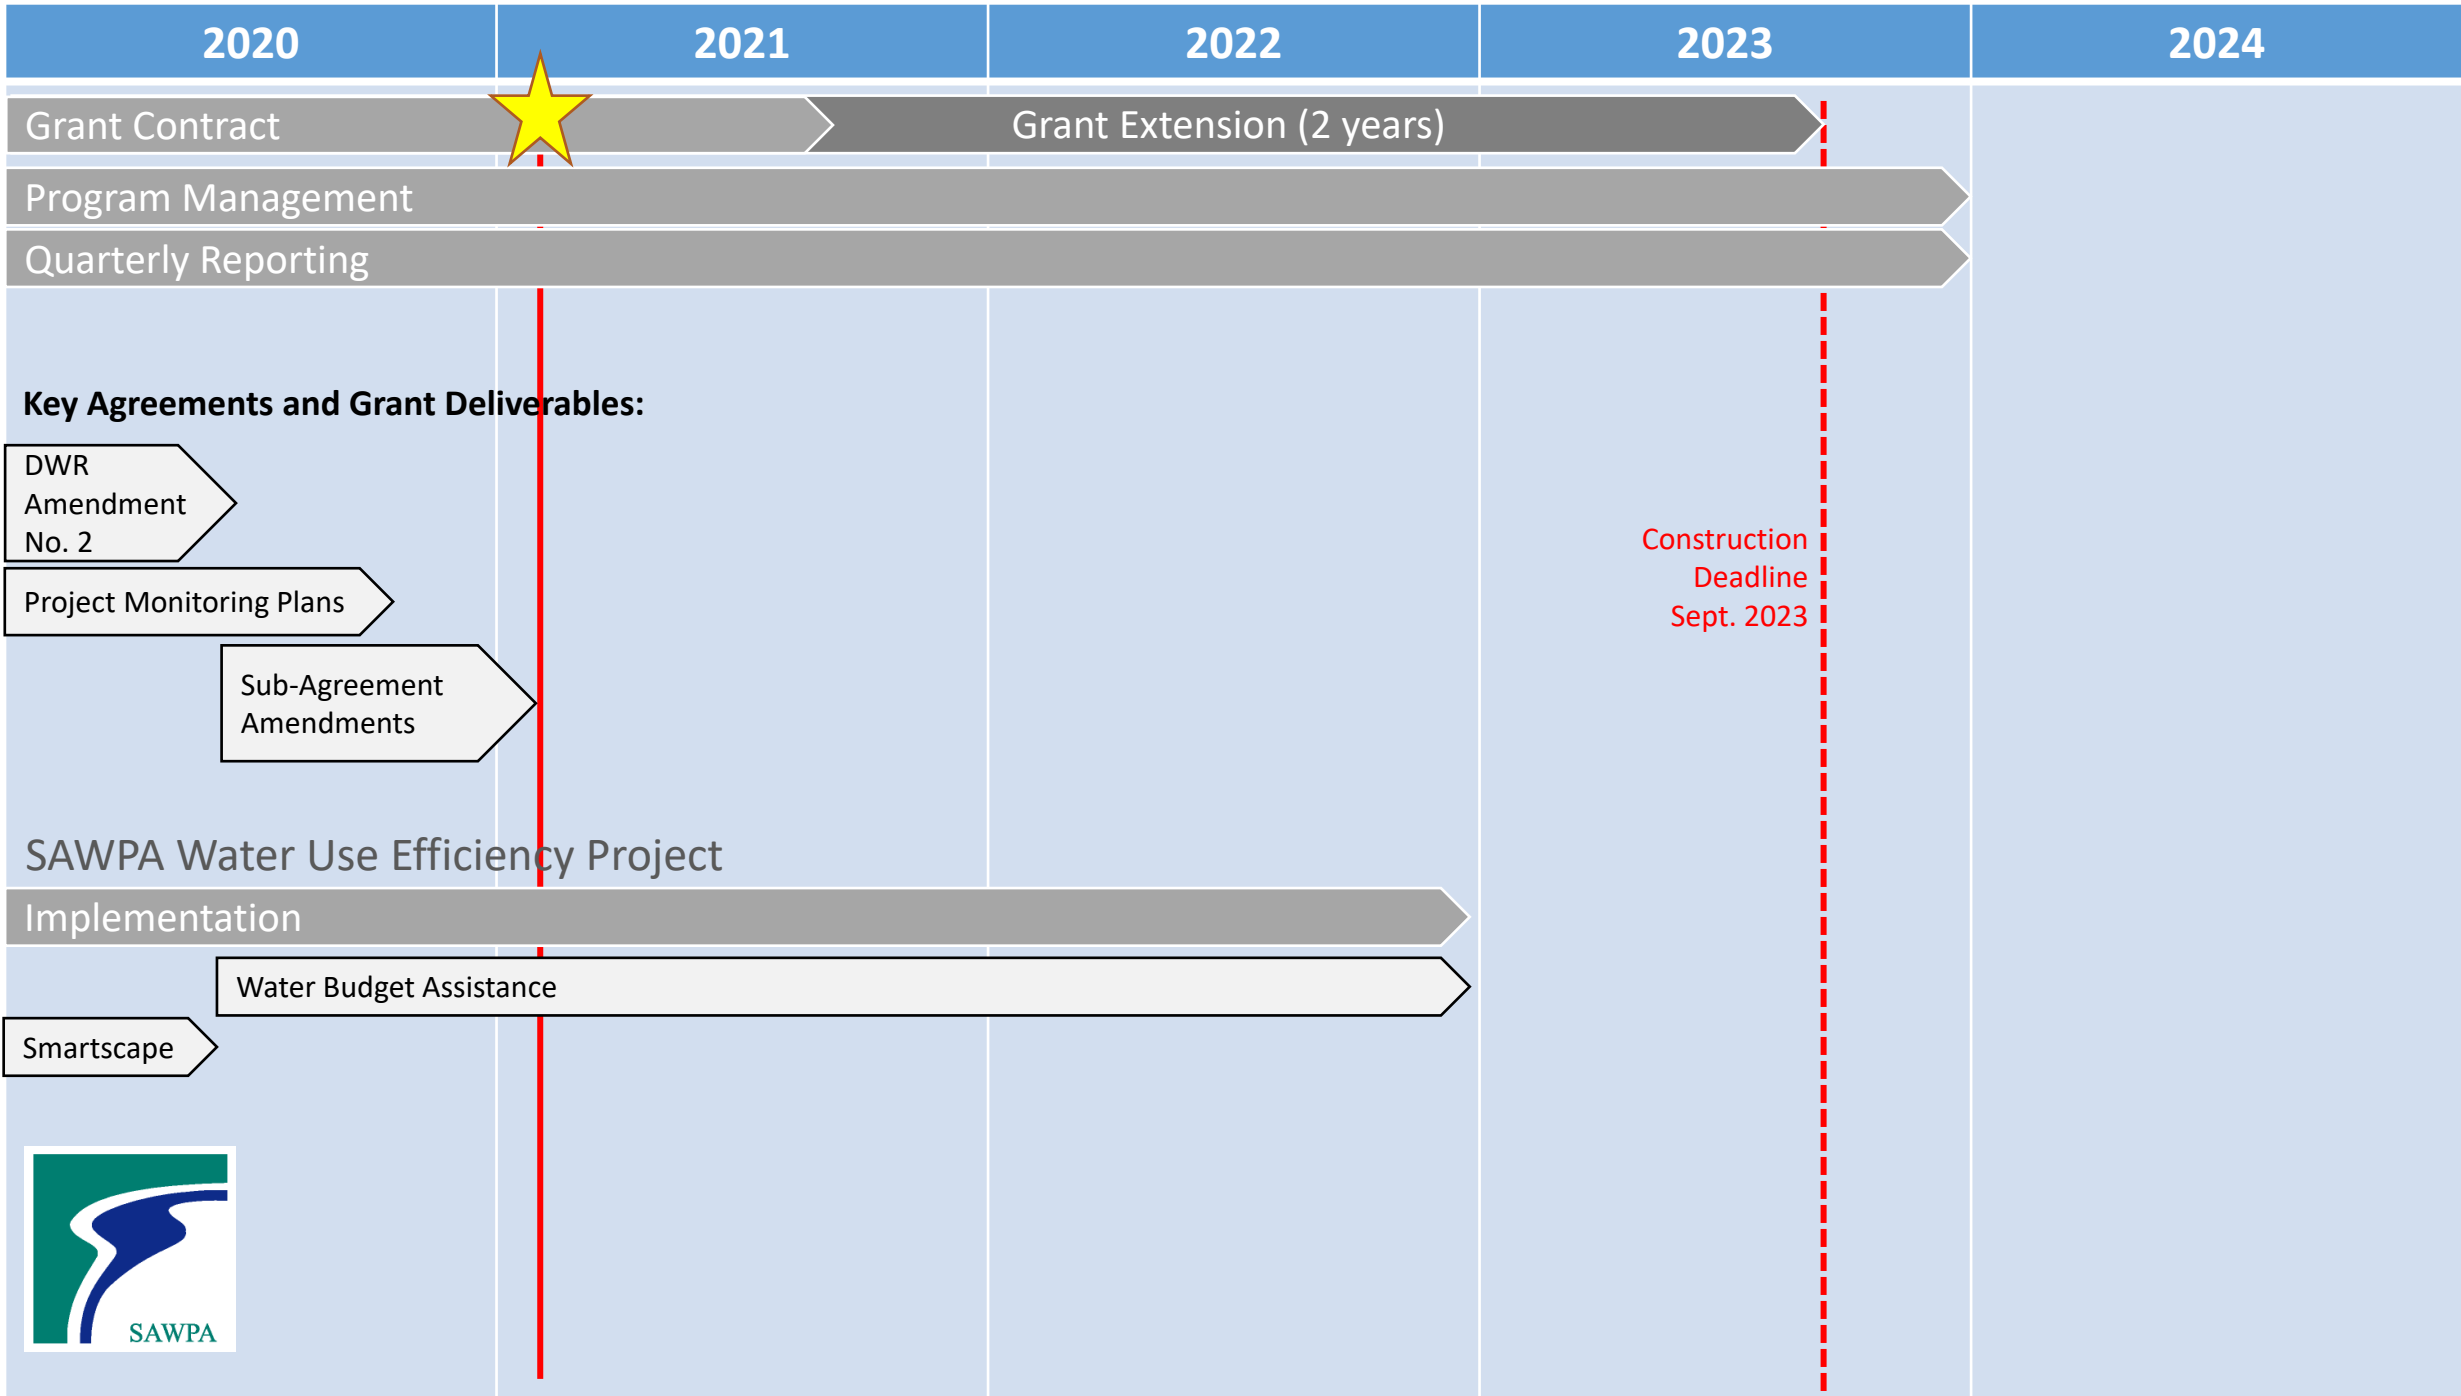 2020 2021 2022 2023 2024
Grant Contract
Grant Extension (2 years)
Program Management
Quarterly Reporting
Key Agreements and Grant Deliverables:
DWR
Amendment
No. 2
Construction
Deadline
Sept. 2023
Project Monitoring Plans
Sub-Agreement
Amendments
SAWPA Water Use Efficiency Project
Implementation
Water Budget Assistance
Smartscape
SAWPA